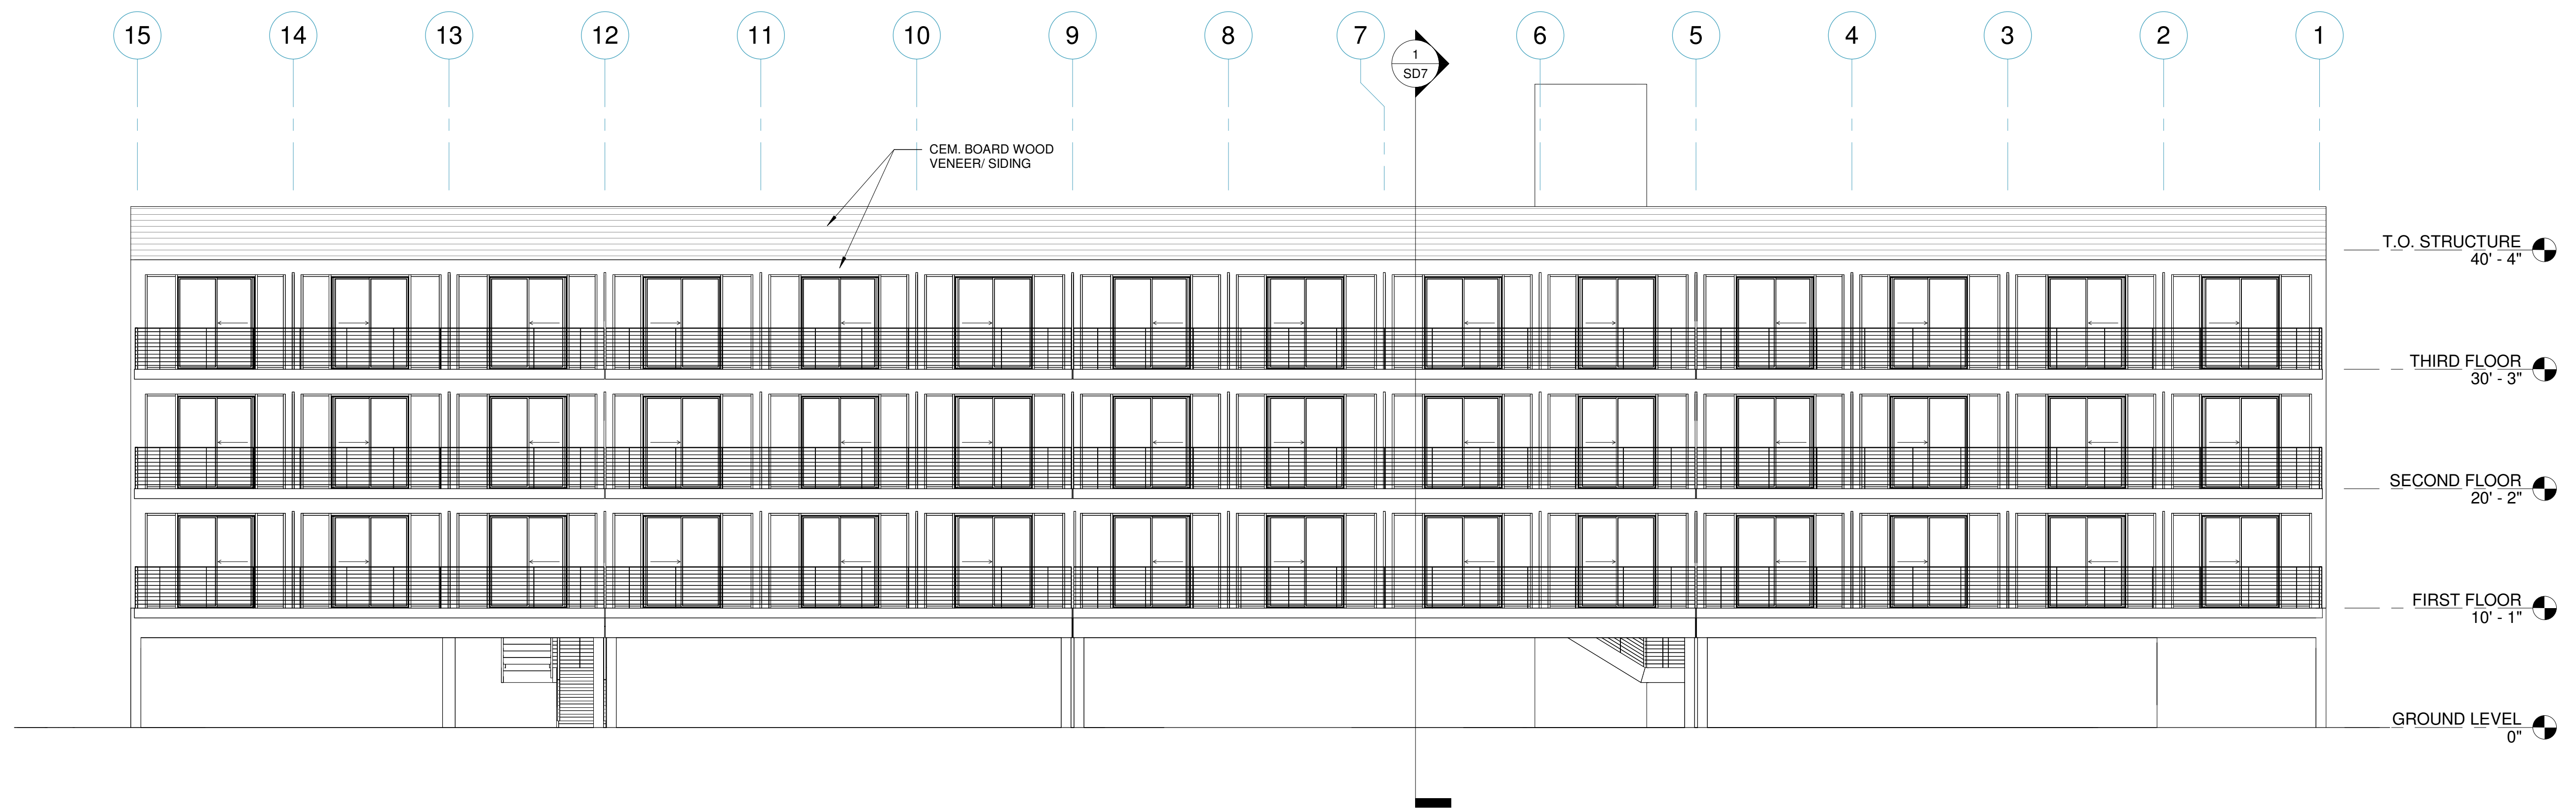 15 14 13 12 11 10 9 8 7 6 5 4 3 2 1
1
SD7
CEM. BOARD WOOD
VENEER/ SIDING
T.O. STRUCTURE
40' - 4"
THIRD FLOOR
30' - 3"
SECOND FLOOR
20' - 2"
FIRST FLOOR
10' - 1"
GROUND LEVEL
0"